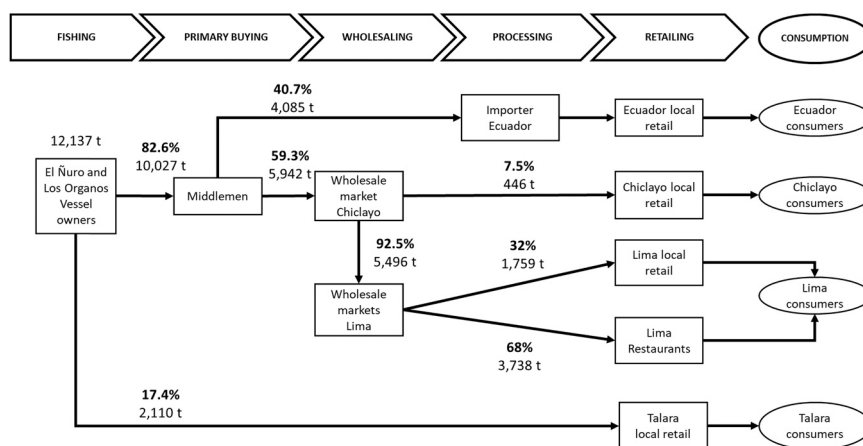 FISHING
PRIMARY BUYING
WHOLESALING
PROCESSING
RETAILING
CONSUMPTION
40.7%
4,085 t
Importer
Ecuador
Ecuador local
retail
Ecuador
consumers
12,137 t
82.6%
10,027 t
59.3%
5,942 t
7.5%
446 t
El Ñuro and
Los Organos
Vessel
owners
Middlemen
Wholesale
market
Chiclayo
Chiclayo local
retail
Chiclayo
consumers
92.5%
5,496 t
32%
1,759 t
Lima local
retail
Wholesale
markets
Lima
Lima
consumers
68%
3,738 t
Lima
Restaurants
17.4%
2,110 t
Talara
local retail
Talara
consumers